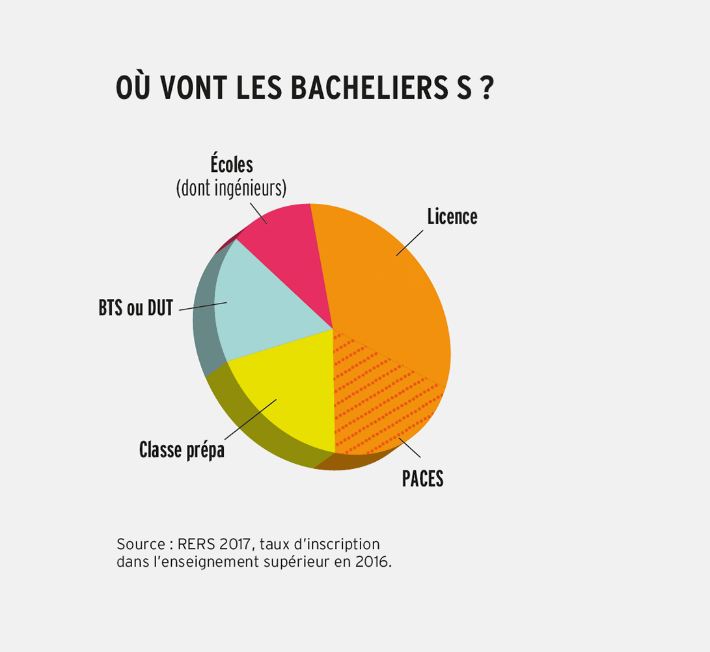 OÙ VONT LES BACHELIERS S ?
Écoles
(dont ingénieurs)
Licence
BTS ou DUT
Classe prépa
PACES
Source : RERS 2017, taux d’inscription
dans l’enseignement supérieur en 2016.